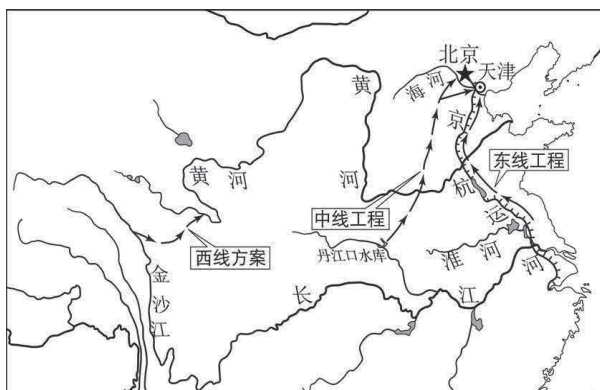 北京
天津
海河
黄河
京杭运河
东线工程
黄河
中线工程
西线方案
丹江口水库
淮河
金沙江
长江